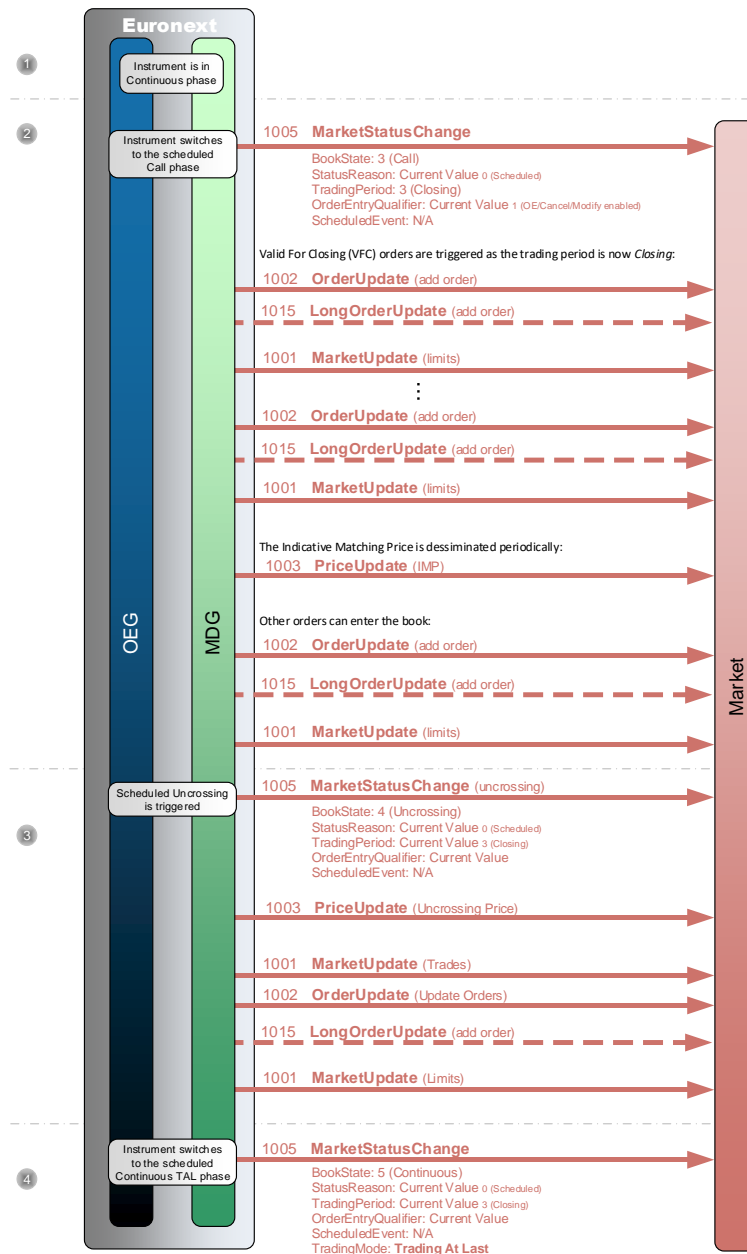 Euronext
1
Instrument is in
Continuous phase
2
Instrument switches
to the scheduled
Call phase
1005 MarketStatusChange
BookState: 3 (Call)
StatusReason: Current Value 0 (Scheduled)
TradingPeriod: 3 (Closing)
OrderEntryQualifier: Current Value 1 (OE/Cancel/Modify enabled)
ScheduledEvent: N/A
Valid For Closing (VFC) orders are triggered as the trading period is now Closing:
1002 OrderUpdate (add order)
1015 LongOrderUpdate (add order)
1001 MarketUpdate (limits)
⋮
1002 OrderUpdate (add order)
1015 LongOrderUpdate (add order)
1001 MarketUpdate (limits)
The Indicative Matching Price is dessiminated periodically:
1003 PriceUpdate (IMP)
OEG
MDG
Other orders can enter the book:
1002 OrderUpdate (add order)
1015 LongOrderUpdate (add order)
Market
1001 MarketUpdate (limits)
3
Scheduled Uncrossing
is triggered
1005 MarketStatusChange (uncrossing)
BookState: 4 (Uncrossing)
StatusReason: Current Value 0 (Scheduled)
TradingPeriod: Current Value 3 (Closing)
OrderEntryQualifier: Current Value
ScheduledEvent: N/A
1003 PriceUpdate (Uncrossing Price)
1001 MarketUpdate (Trades)
1002 OrderUpdate (Update Orders)
1015 LongOrderUpdate (add order)
1001 MarketUpdate (Limits)
4
Instrument switches
to the scheduled
Continuous TAL phase
1005 MarketStatusChange
BookState: 5 (Continuous)
StatusReason: Current Value 0 (Scheduled)
TradingPeriod: Current Value 3 (Closing)
OrderEntryQualifier: Current Value
ScheduledEvent: N/A
TradingMode: Trading At Last